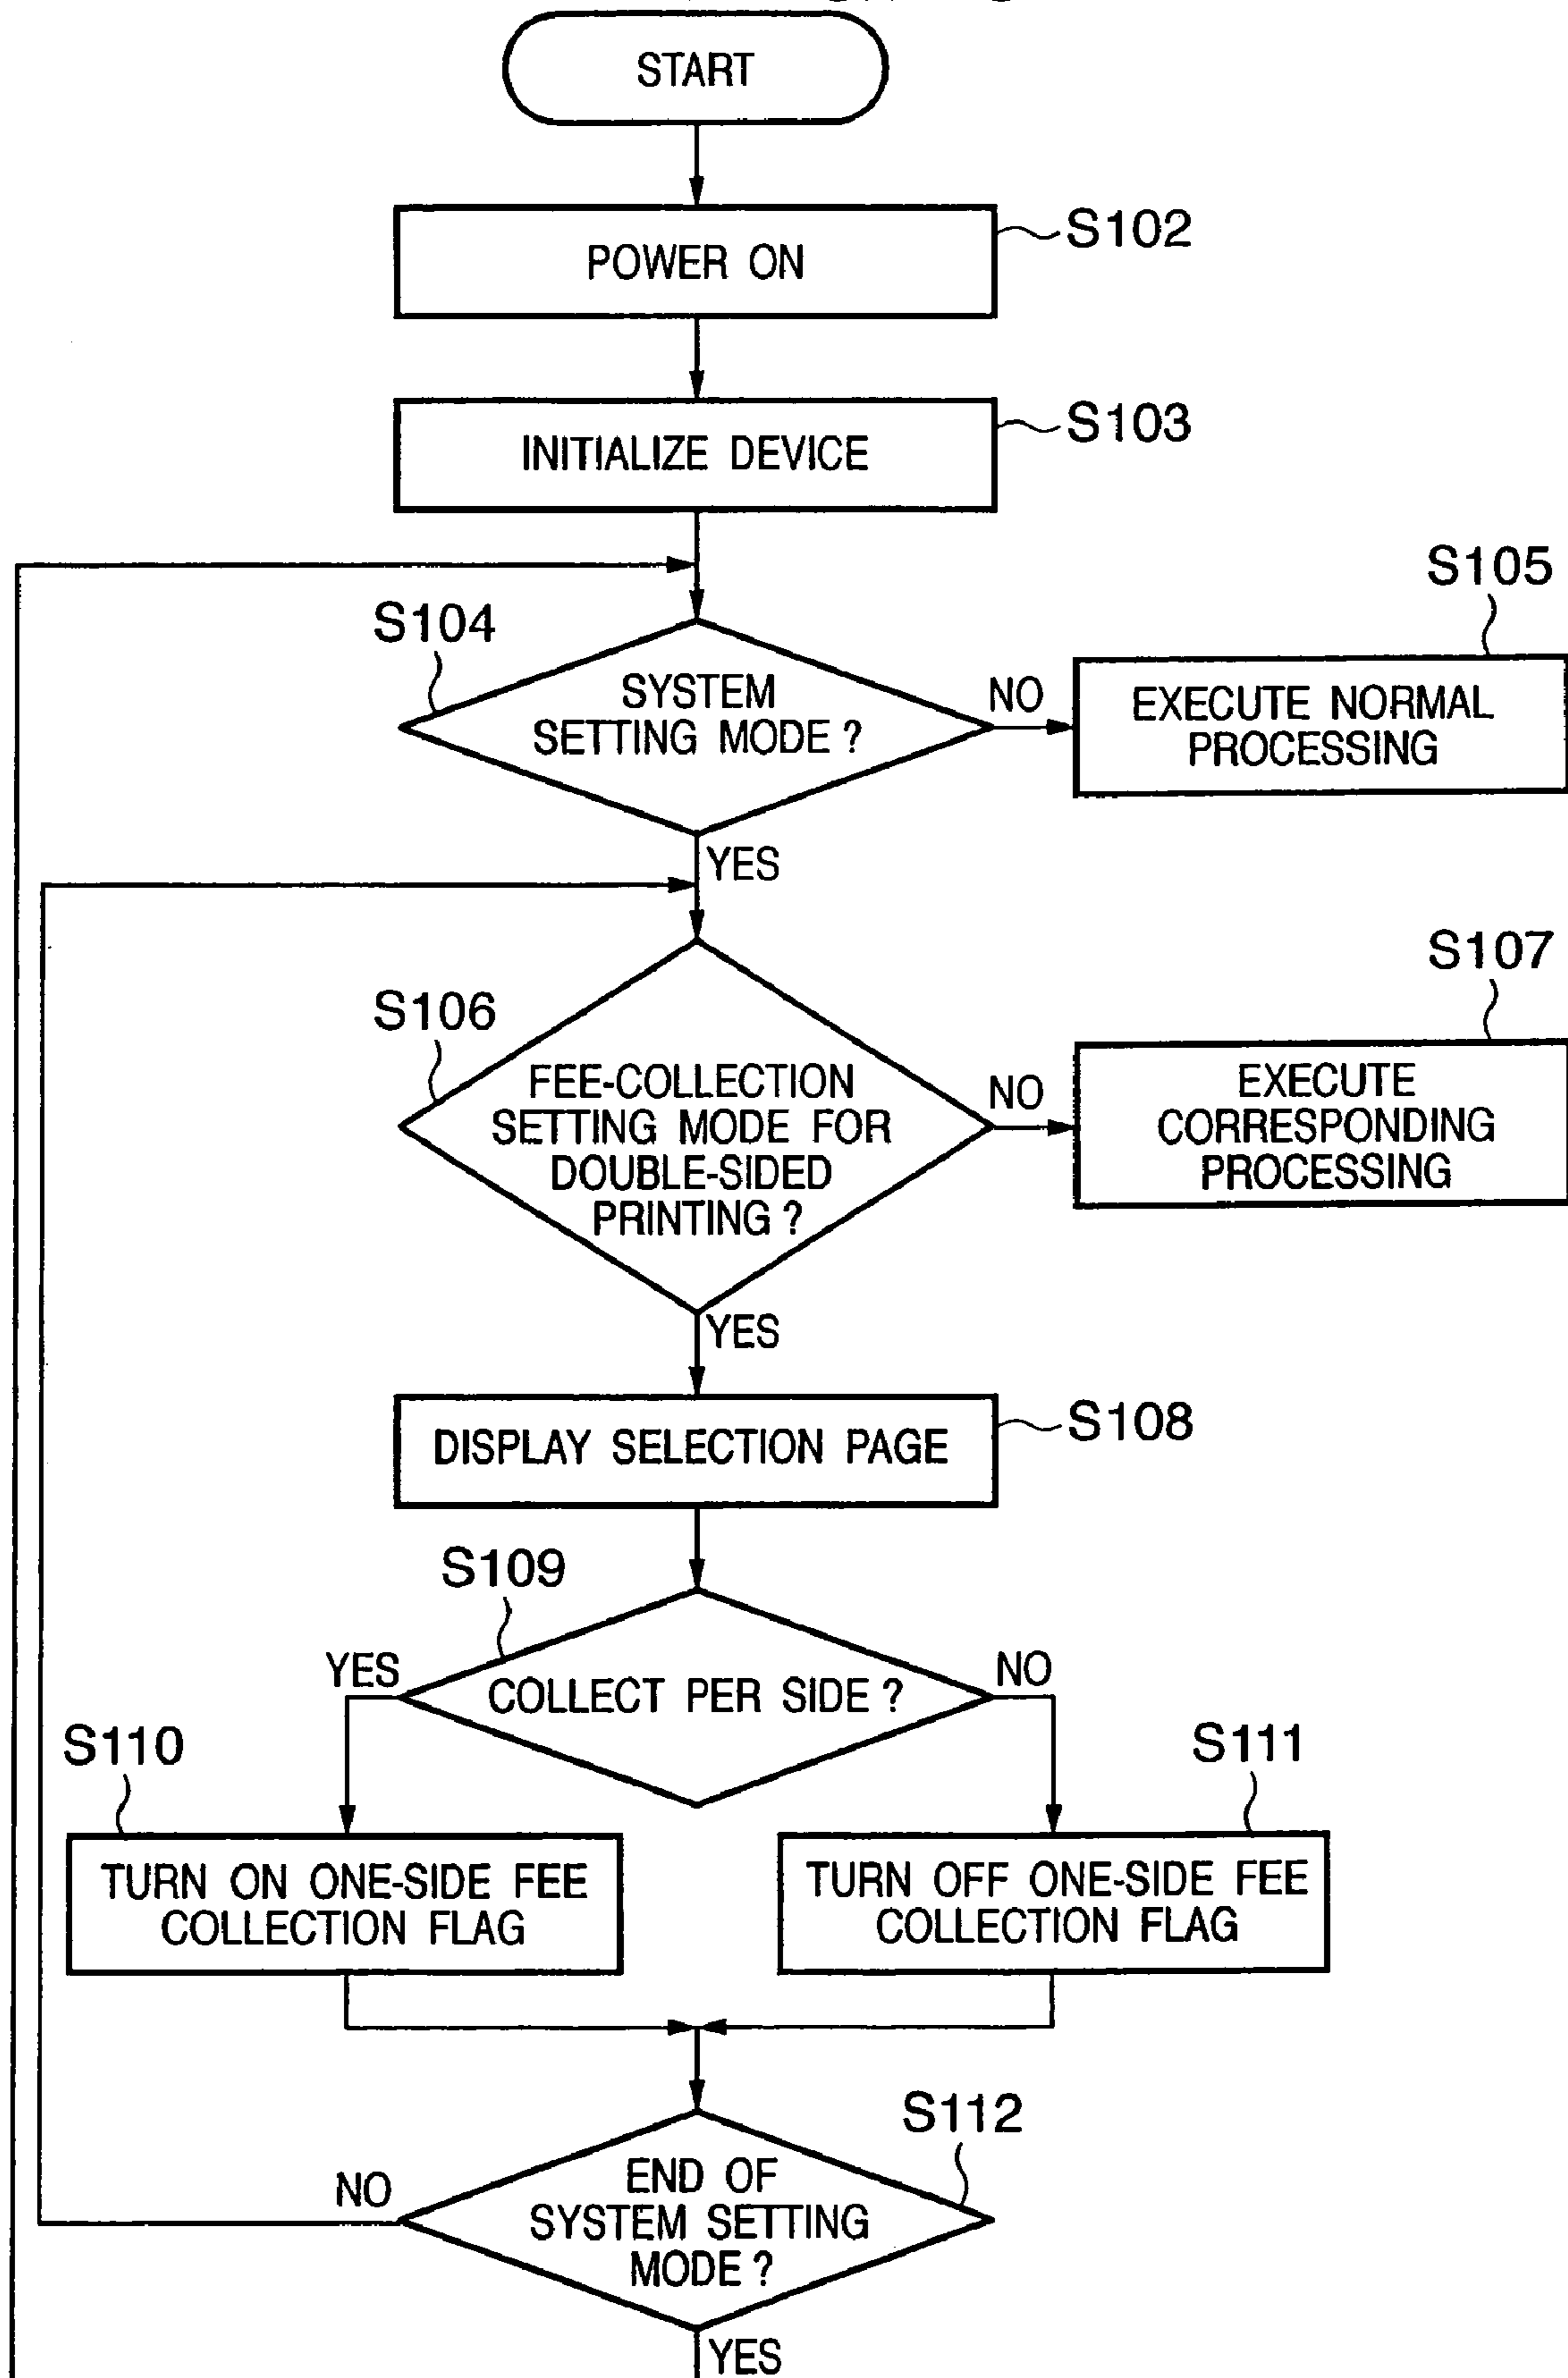 START
POWER ON
S102
INITIALIZE DEVICE
S103
S104
SYSTEM
SETTING MODE ?
NO
S105
EXECUTE NORMAL
PROCESSING
YES
S106
FEE-COLLECTION
SETTING MODE FOR
DOUBLE-SIDED
PRINTING ?
NO
S107
EXECUTE
CORRESPONDING
PROCESSING
YES
DISPLAY SELECTION PAGE
S108
S109
YES
COLLECT PER SIDE ?
NO
S110
TURN ON ONE-SIDE FEE
COLLECTION FLAG
S111
TURN OFF ONE-SIDE FEE
COLLECTION FLAG
S112
NO
END OF
SYSTEM SETTING
MODE ?
YES